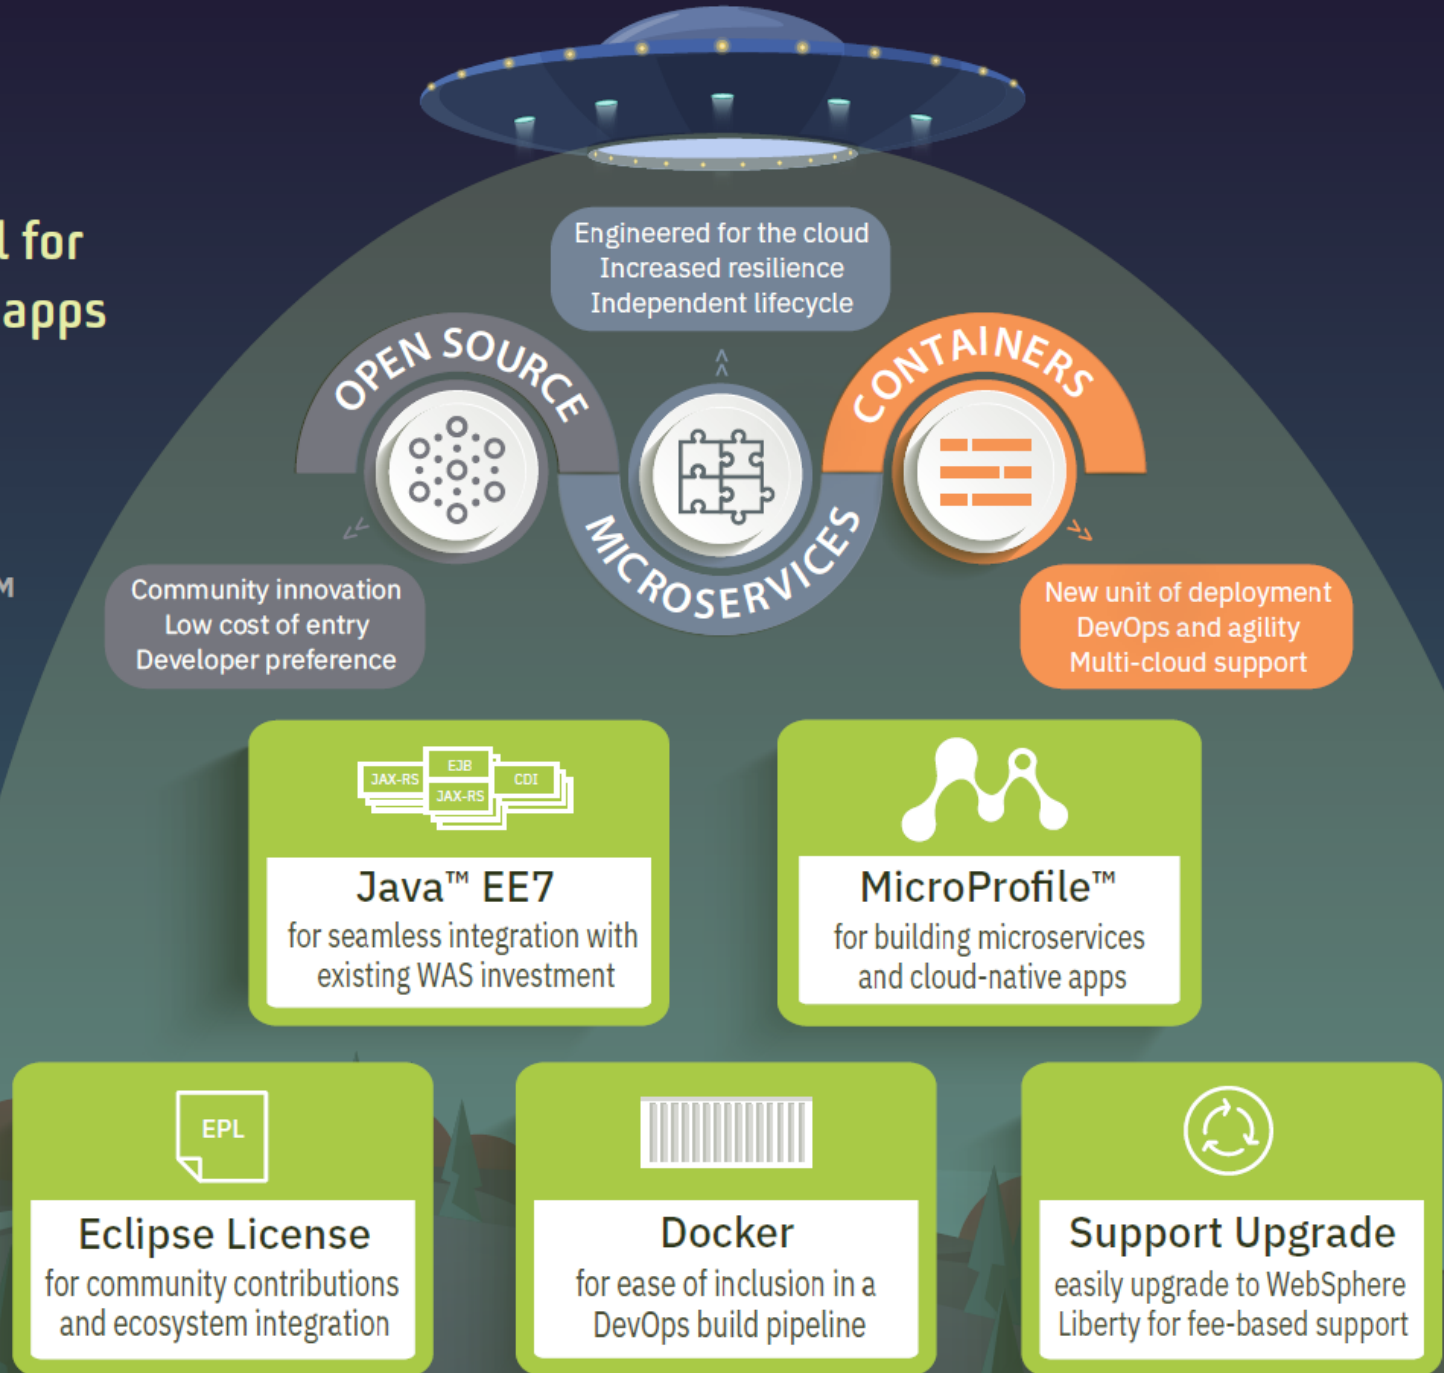 for
apps
Engineered for the cloud
Increased resilience
Independent lifecycle
OPEN SOURCE
MICROSERVICES
CONTAINERS
Community innovation
Low cost of entry
Developer preference
New unit of deployment
DevOps and agility
Multi-cloud support
JAX-RS
EJB
JAX-RS
CDI
Java™ EE7
for seamless integration with
existing WAS investment
MicroProfile™
for building microservices
and cloud-native apps
EPL
Eclipse License
for community contributions
and ecosystem integration
Docker
for ease of inclusion in a
DevOps build pipeline
Support Upgrade
easily upgrade to WebSphere
Liberty for fee-based support